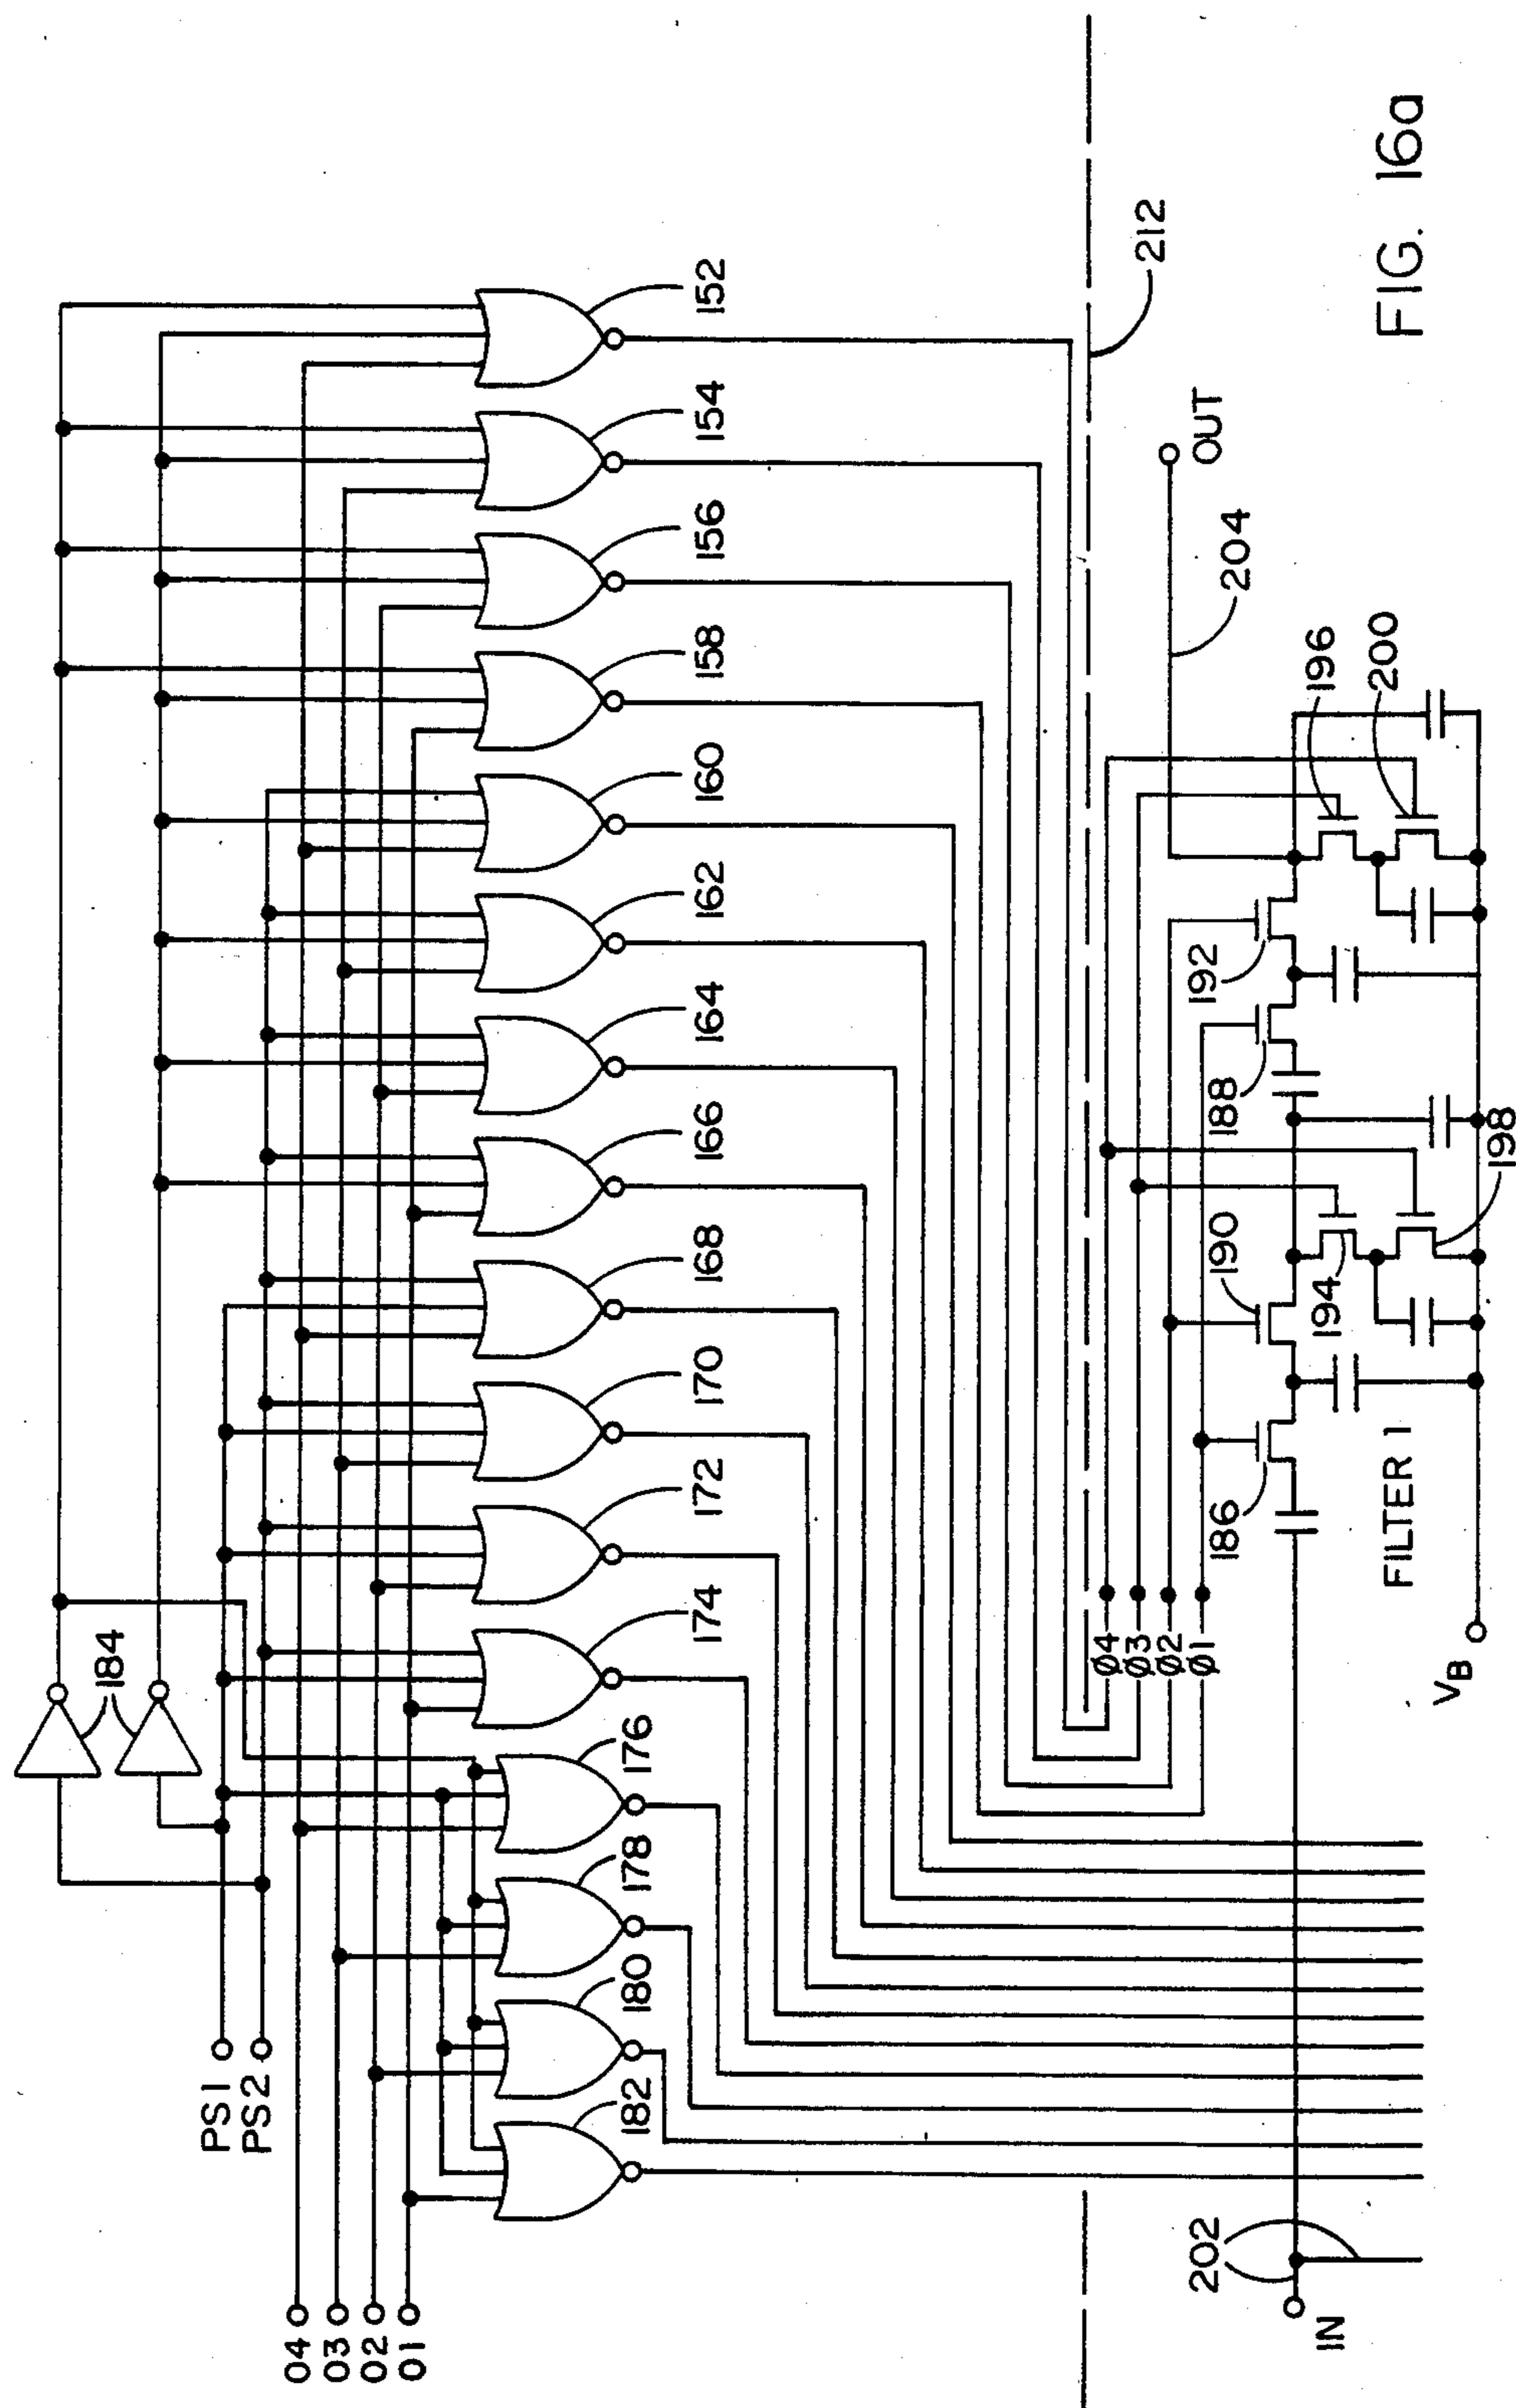 184
PS1
PS2
04
03
02
01
182 180 178 176 174 172 170 168 166 164 162 160 158 156 154 152
Ø4
Ø3
Ø2
Ø1
212
OUT
204
202
186 190 188 192
194
196
IN
FILTER 1
200
VB
198
FIG. 16a